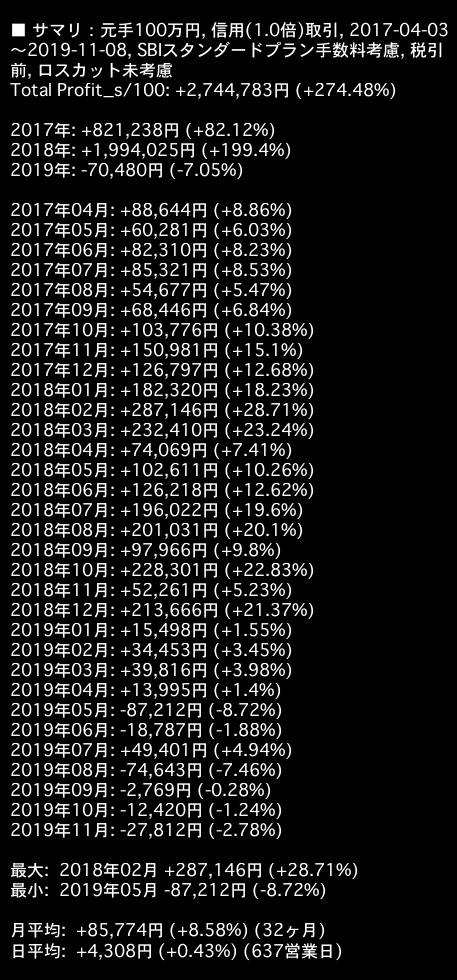 ■ サマリ : 元手100万円, 信用(1.0倍)取引, 2017-04-03
～2019-11-08, SBIスタンダードプラン手数料考慮, 税引
前, ロスカット未考慮
Total Profit_s/100: +2,744,783円 (+274.48%)
2017年: +821,238円 (+82.12%)
2018年: +1,994,025円 (+199.4%)
2019年: -70,480円 (-7.05%)
2017年04月: +88,644円 (+8.86%)
2017年05月: +60,281円 (+6.03%)
2017年06月: +82,310円 (+8.23%)
2017年07月: +85,321円 (+8.53%)
2017年08月: +54,677円 (+5.47%)
2017年09月: +68,446円 (+6.84%)
2017年10月: +103,776円 (+10.38%)
2017年11月: +150,981円 (+15.1%)
2017年12月: +126,797円 (+12.68%)
2018年01月: +182,320円 (+18.23%)
2018年02月: +287,146円 (+28.71%)
2018年03月: +232,410円 (+23.24%)
2018年04月: +74,069円 (+7.41%)
2018年05月: +102,611円 (+10.26%)
2018年06月: +126,218円 (+12.62%)
2018年07月: +196,022円 (+19.6%)
2018年08月: +201,031円 (+20.1%)
2018年09月: +97,966円 (+9.8%)
2018年10月: +228,301円 (+22.83%)
2018年11月: +52,261円 (+5.23%)
2018年12月: +213,666円 (+21.37%)
2019年01月: +15,498円 (+1.55%)
2019年02月: +34,453円 (+3.45%)
2019年03月: +39,816円 (+3.98%)
2019年04月: +13,995円 (+1.4%)
2019年05月: -87,212円 (-8.72%)
2019年06月: -18,787円 (-1.88%)
2019年07月: +49,401円 (+4.94%)
2019年08月: -74,643円 (-7.46%)
2019年09月: -2,769円 (-0.28%)
2019年10月: -12,420円 (-1.24%)
2019年11月: -27,812円 (-2.78%)
最大: 2018年02月 +287,146円 (+28.71%)
最小: 2019年05月 -87,212円 (-8.72%)
月平均: +85,774円 (+8.58%) (32ヶ月)
日平均: +4,308円 (+0.43%) (637営業日)